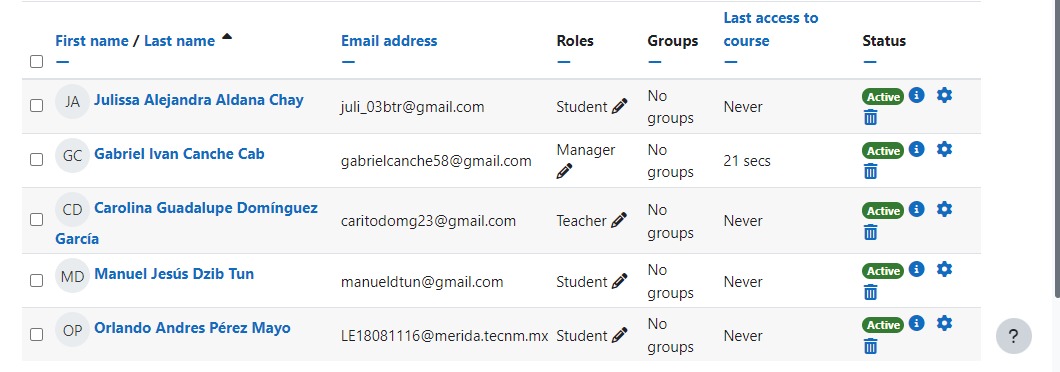 First name / Last name Email address Roles Groups Last access to course Status
JA Julissa Alejandra Aldana Chay juli_03btr@gmail.com Student No groups Never Active
GC Gabriel Ivan Canche Cab gabrielcanche58@gmail.com Manager No groups 21 secs Active
CD Carolina Guadalupe Domínguez García caritodomg23@gmail.com Teacher No groups Never Active
MD Manuel Jesús Dzib Tun manueldtun@gmail.com Student No groups Never Active
OP Orlando Andres Pérez Mayo LE18081116@merida.tecnm.mx Student No groups Never Active
?